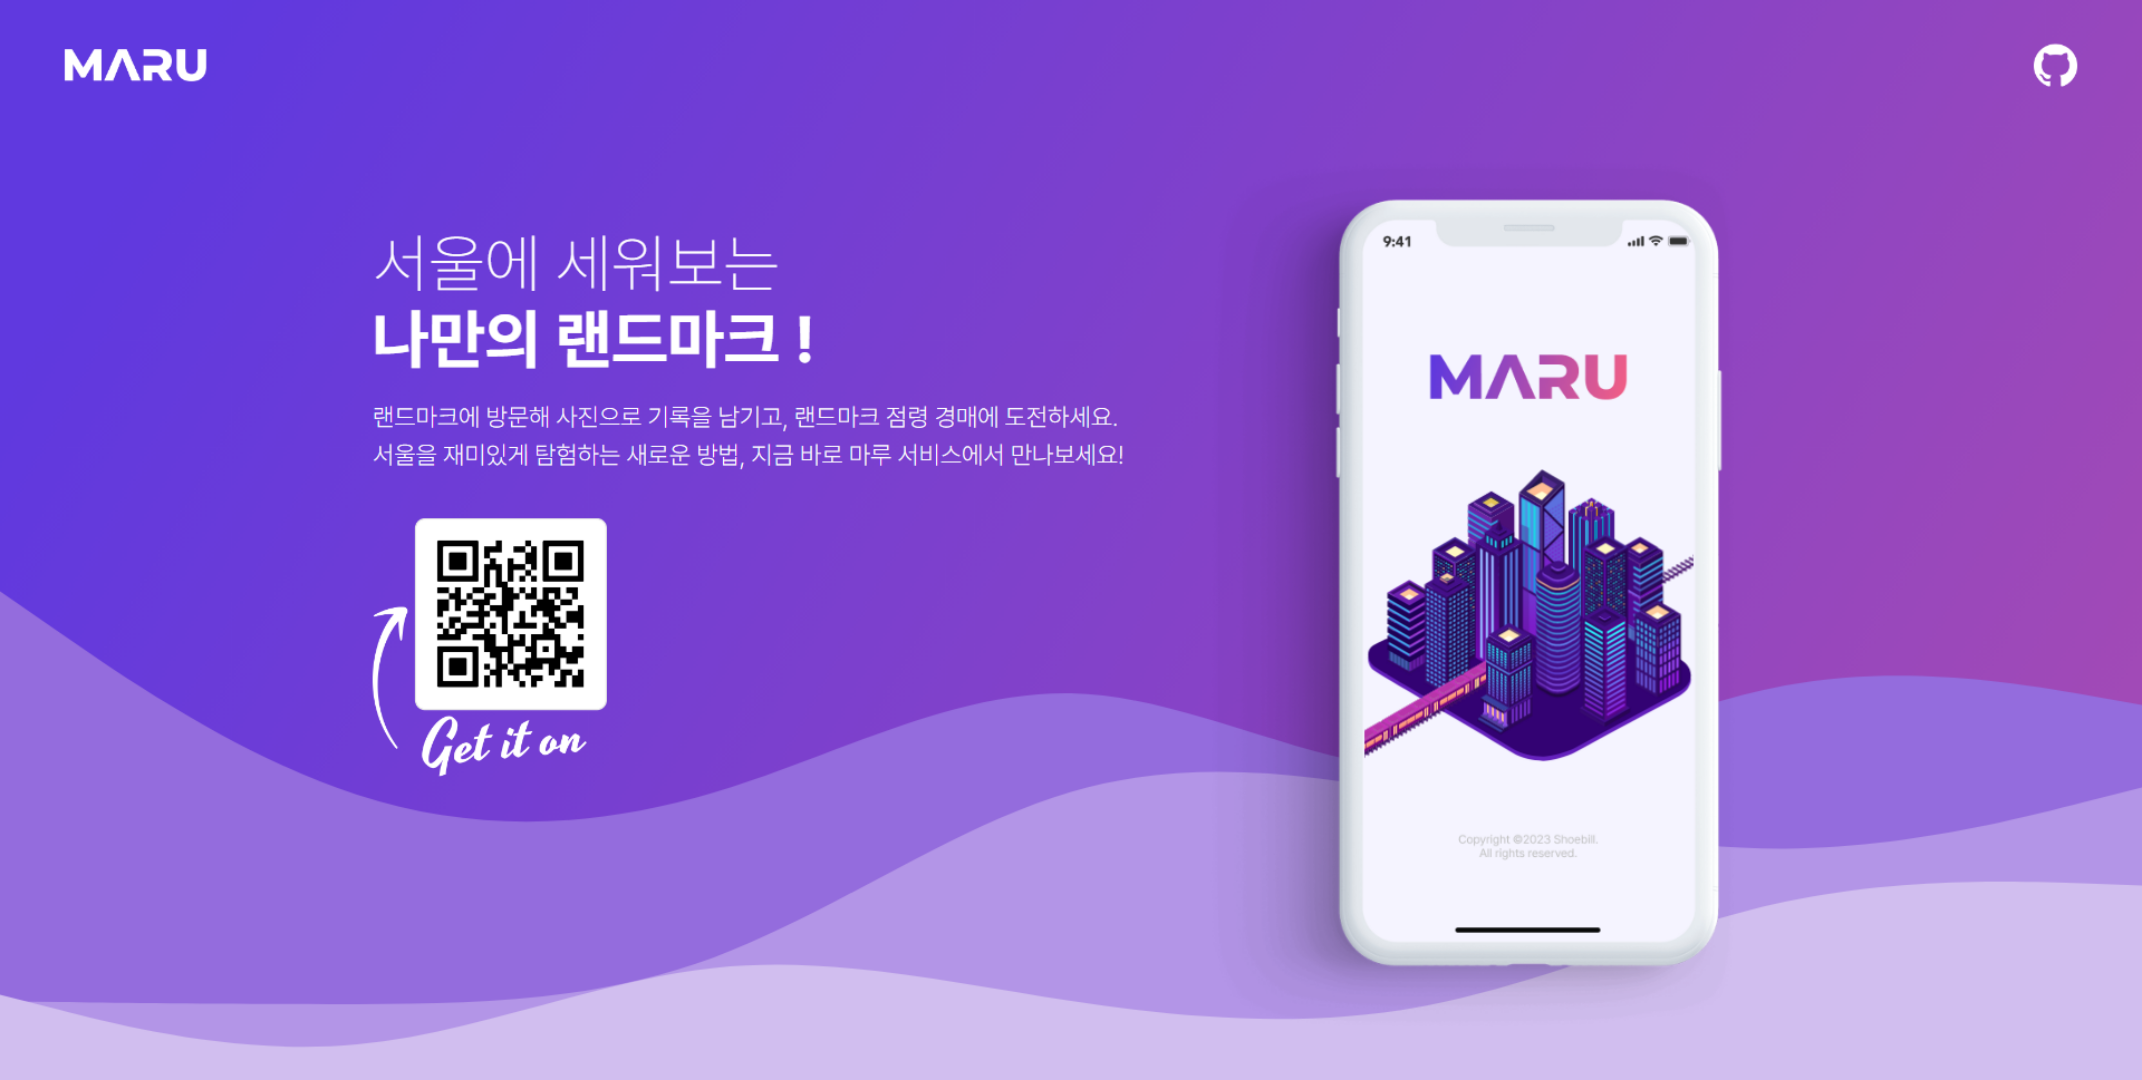 MARU
서울에 세워보는
나만의 랜드마크 !
랜드마크에 방문해 사진으로 기록을 남기고, 랜드마크 점령 경매에 도전하세요.
서울을 재미있게 탐험하는 새로운 방법, 지금 바로 마루 서비스에서 만나보세요!
Get it on
9:41
MARU
Copyright ©2023 Shoebill.
All rights reserved.